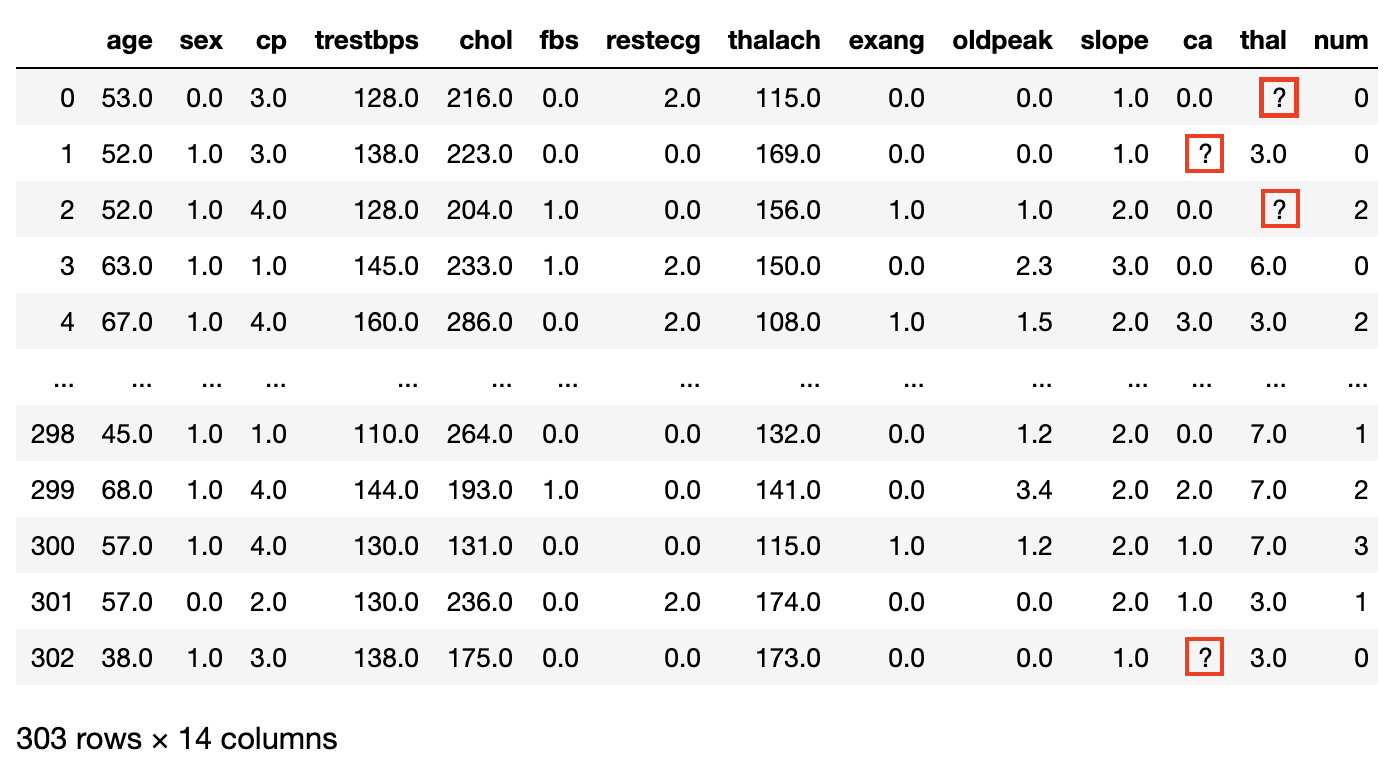 age sex cp trestbps chol fbs restecg thalach exang oldpeak slope ca thal num
0 53.0 0.0 3.0 128.0 216.0 0.0 2.0 115.0 0.0 0.0 1.0 0.0 ? 0
1 52.0 1.0 3.0 138.0 223.0 0.0 0.0 169.0 0.0 0.0 1.0 ? 3.0 0
2 52.0 1.0 4.0 128.0 204.0 1.0 0.0 156.0 1.0 1.0 2.0 0.0 ? 2
3 63.0 1.0 1.0 145.0 233.0 1.0 2.0 150.0 0.0 2.3 3.0 0.0 6.0 0
4 67.0 1.0 4.0 160.0 286.0 0.0 2.0 108.0 1.0 1.5 2.0 3.0 3.0 2
... ... ... ... ... ... ... ... ... ... ... ... ... ... ...
298 45.0 1.0 1.0 110.0 264.0 0.0 0.0 132.0 0.0 1.2 2.0 0.0 7.0 1
299 68.0 1.0 4.0 144.0 193.0 1.0 0.0 141.0 0.0 3.4 2.0 2.0 7.0 2
300 57.0 1.0 4.0 130.0 131.0 0.0 0.0 115.0 1.0 1.2 2.0 1.0 7.0 3
301 57.0 0.0 2.0 130.0 236.0 0.0 2.0 174.0 0.0 0.0 2.0 1.0 3.0 1
302 38.0 1.0 3.0 138.0 175.0 0.0 0.0 173.0 0.0 0.0 1.0 ? 3.0 0
303 rows × 14 columns